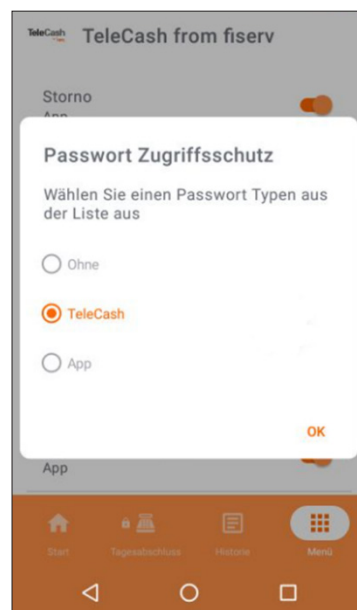 TeleCash TeleCash from fiserv
Storno
App
Passwort Zugriffsschutz
Wählen Sie einen Passwort Typen aus
der Liste aus
Ohne
TeleCash
App
OK
App
Start Tagesabschluss Historie Menü